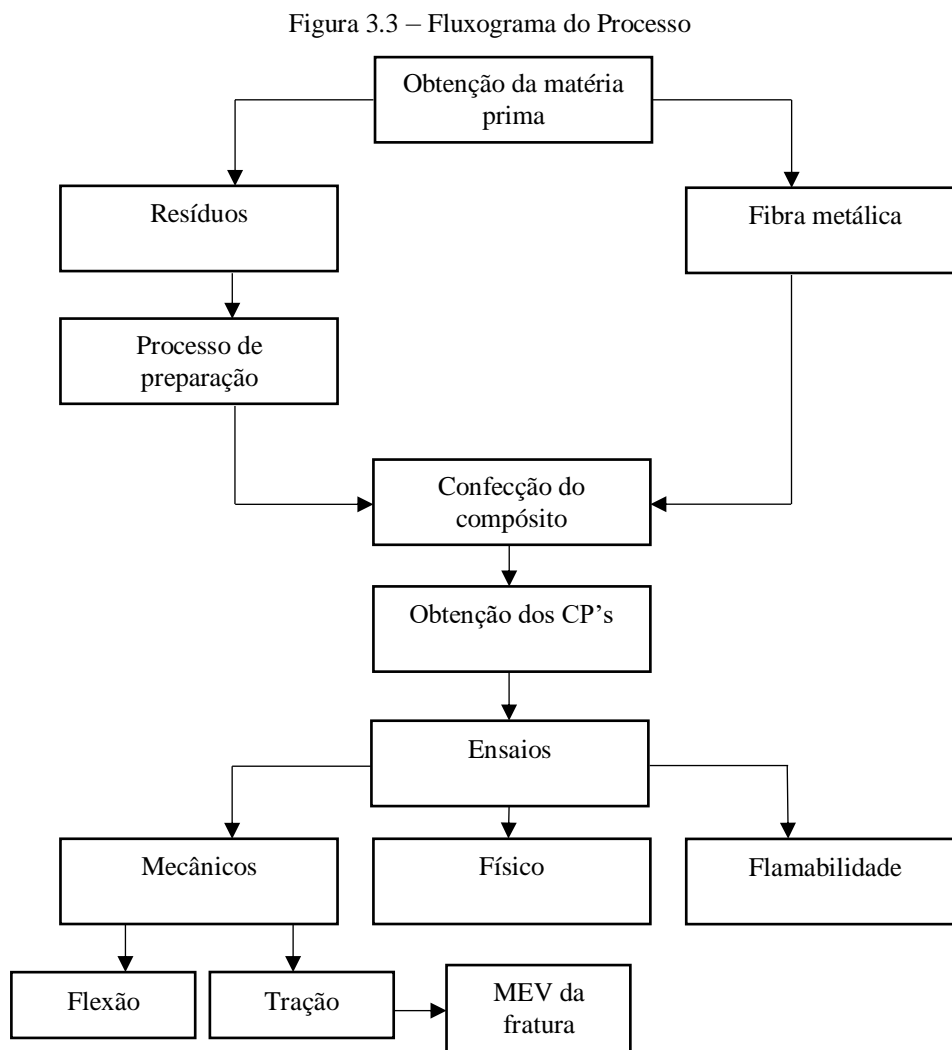 Figura 3.3 – Fluxograma do Processo
Obtenção da matéria
prima
Resíduos
Fibra metálica
Processo de
preparação
Confecção do
compósito
Obtenção dos CP’s
Ensaios
Mecânicos
Físico
Flamabilidade
Flexão
Tração
MEV da
fratura